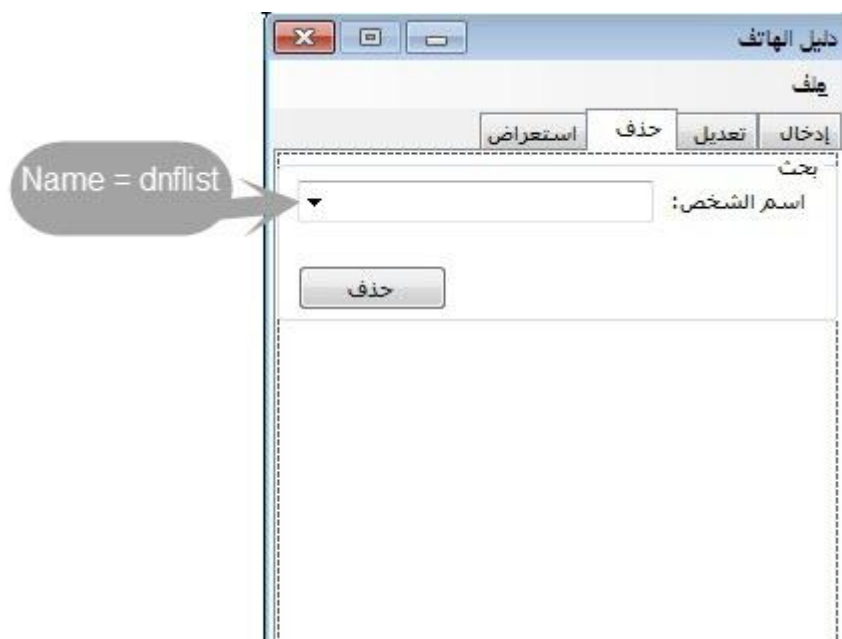 دليل الهاتف
ملف
إدخال تعديل حذف استعراض
بحث
اسم الشخص:
Name = dnflist
حذف